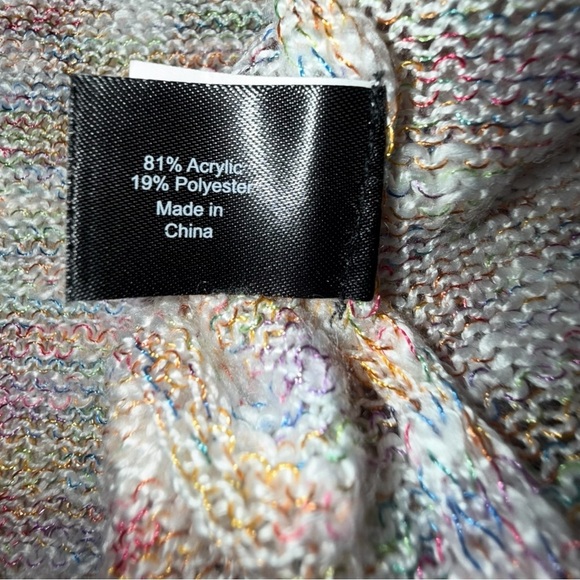 81% Acrylic
19% Polyester
Made in
China